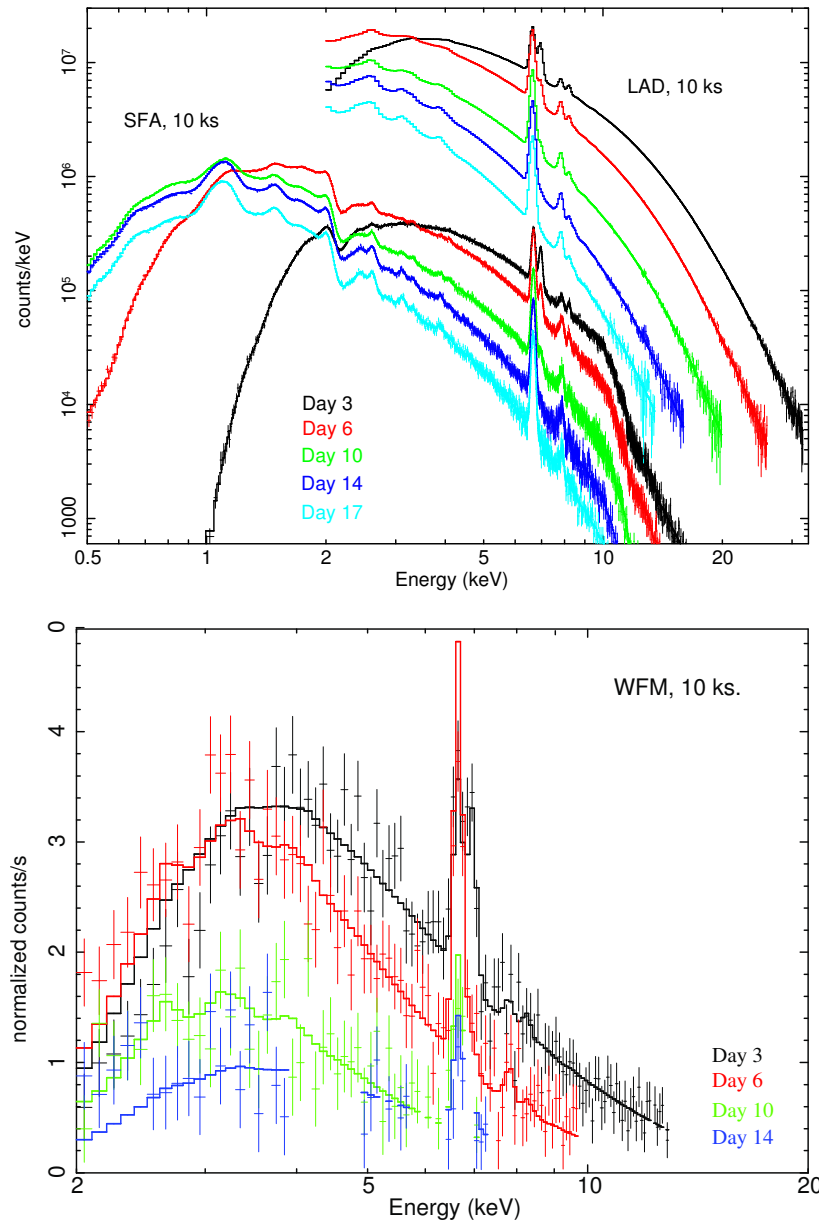 10⁷
LAD, 10 ks
SFA, 10 ks
10⁶
counts/keV
10⁵
10⁴
Day 3
Day 6
Day 10
Day 14
Day 17
1000
0.5 1 2 5 10 20
Energy (keV)
0
WFM, 10 ks.
4
3
normalized counts/s
2
1
Day 3
Day 6
Day 10
Day 14
0
2 5 10 20
Energy (keV)